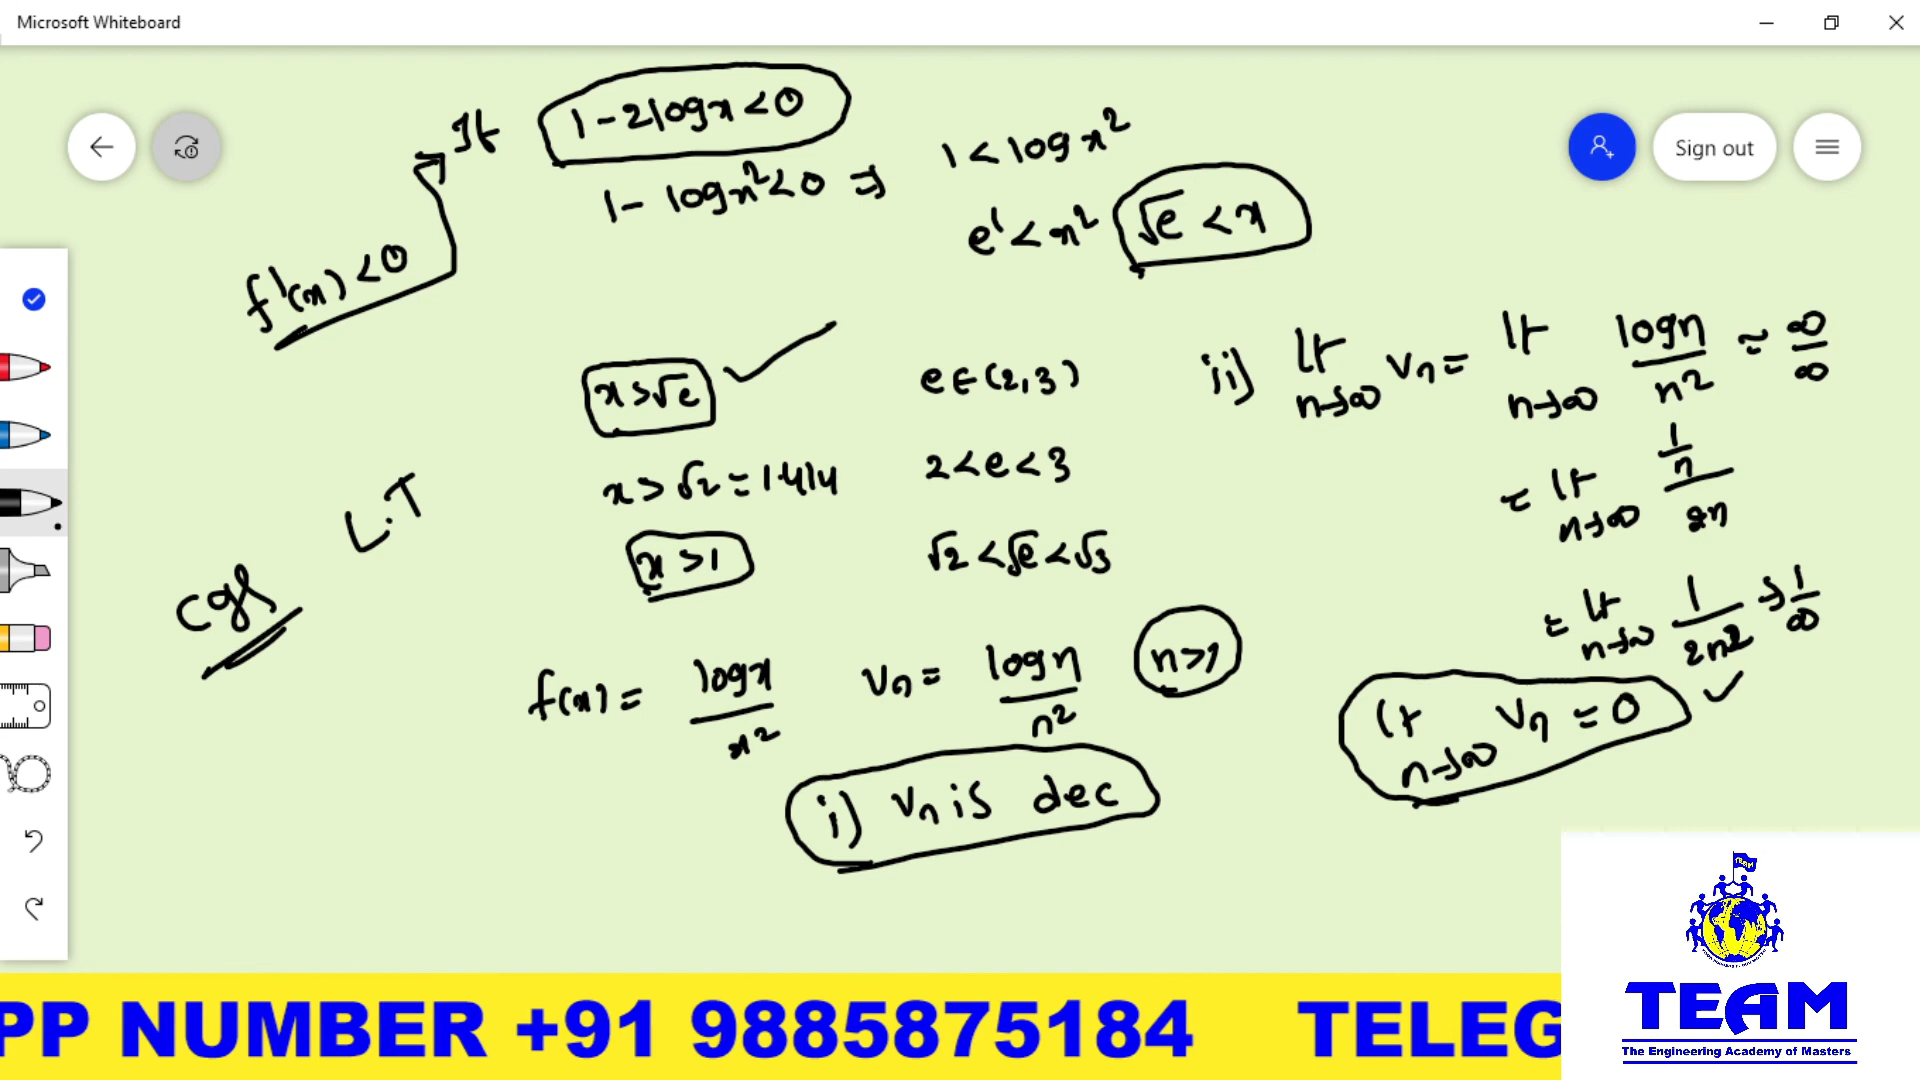 Microsoft Whiteboard
Sign out
If 1 - 2logx < 0
1 - logx² < 0 ⇒ 1 < logx²
e¹ < x² √e < x
f'(x) < 0
x > √e
e ∈ (2,3)
x > √2 = 1.414
2 < e < 3
x > 1
√2 < √e < √3
L.T
cgs
f(x) = logx / x²
vn = logn / n²
n > 1
i) vn is dec
ii) lt n→∞ vn = lt n→∞ logn / n² = ∞/∞
= lt n→∞ 1/n / 2n
= lt n→∞ 1 / 2n² → 1/∞
lt n→∞ vn = 0
PP NUMBER +91 9885875184 TELEG
TEAM
The Engineering Academy of Masters